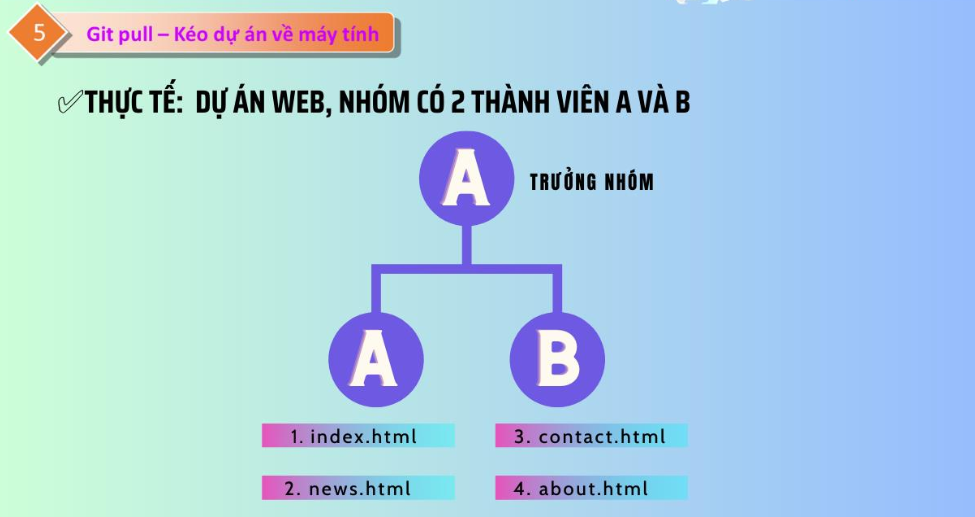 5
Git pull – Kéo dự án về máy tính
✅THỰC TẾ: DỰ ÁN WEB, NHÓM CÓ 2 THÀNH VIÊN A VÀ B
A
TRƯỞNG NHÓM
A
B
1. index.html
3. contact.html
2. news.html
4. about.html